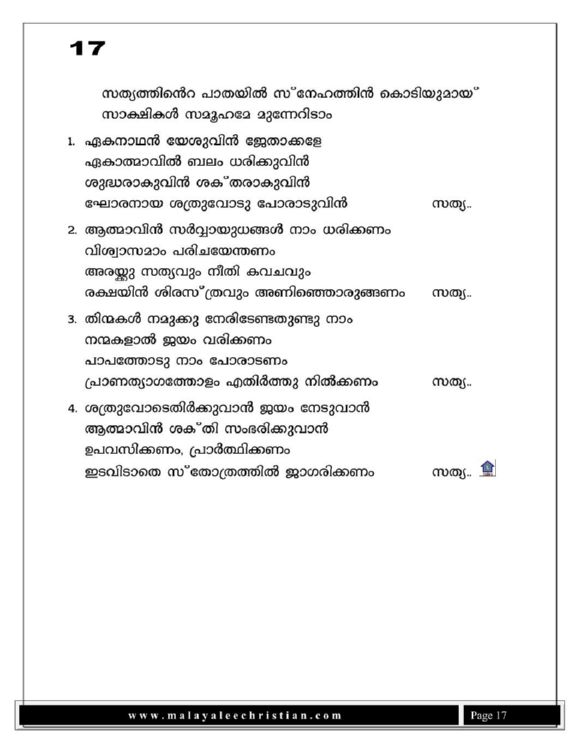 17
സത്യത്തിന്‍െറ പാതയില്‍ സ്‌നേഹത്തിന്‍ കൊടിയുമായ്
സാക്ഷികള്‍ സമൂഹമേ മുന്നേറിടാം
1. ഏകനാഥന്‍ യേശുവിന്‍ ജേതാക്കളേ
ഏകാത്മാവില്‍ ബലം ധരിക്കുവിന്‍
ശുദ്ധരാകുവിന്‍ ശക്‌തരാകുവിന്‍
ഘോരനായ ശത്രുവോടു പോരാടുവിന്‍ സത്യ..
2. ആത്മാവിന്‍ സര്‍വ്വായുധങ്ങള്‍ നാം ധരിക്കണം
വിശ്വാസമാം പരിചയേന്തണം
അരയ്ക്കു സത്യവും നീതി കവചവും
രക്ഷയിന്‍ ശിരസ്‌ത്രവും അണിഞ്ഞൊരുങ്ങണം സത്യ..
3. തിന്മകള്‍ നമുക്കു നേരിടേണ്ടതുണ്ടു നാം
നന്മകളാല്‍ ജയം വരിക്കണം
പാപത്തോടു നാം പോരാടണം
പ്രാണത്യാഗത്തോളം എതിര്‍ത്തു നില്‍ക്കണം സത്യ..
4. ശത്രുവോടെതിര്‍ക്കുവാന്‍ ജയം നേടുവാന്‍
ആത്മാവിന്‍ ശക്‌തി സംഭരിക്കുവാന്‍
ഉപവസിക്കണം, പ്രാര്‍ത്ഥിക്കണം
ഇടവിടാതെ സ്‌തോത്രത്തില്‍ ജാഗരിക്കണം സത്യ..
www.malayaleechristian.com Page 17